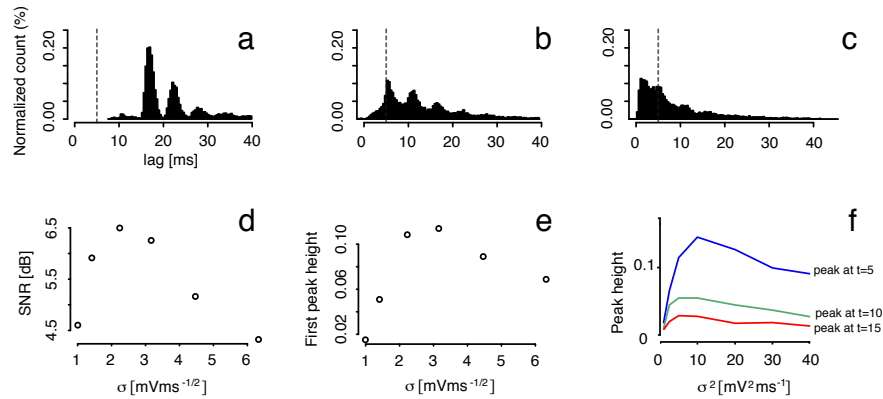 Normalized count (%)
0.20
0.00
a
0 10 20 30 40
lag [ms]
0.20
0.00
b
0 10 20 30 40
0.20
0.00
c
0 10 20 30 40
SNR [dB]
6.5
5.5
4.5
d
1 2 3 4 5 6
σ [mVms-1/2]
First peak height
0.10
0.06
0.02
e
1 2 3 4 5 6
σ [mVms-1/2]
Peak height
0.1
0
f
peak at t=5
peak at t=10
peak at t=15
0 10 20 30 40
σ2 [mV2ms-1]